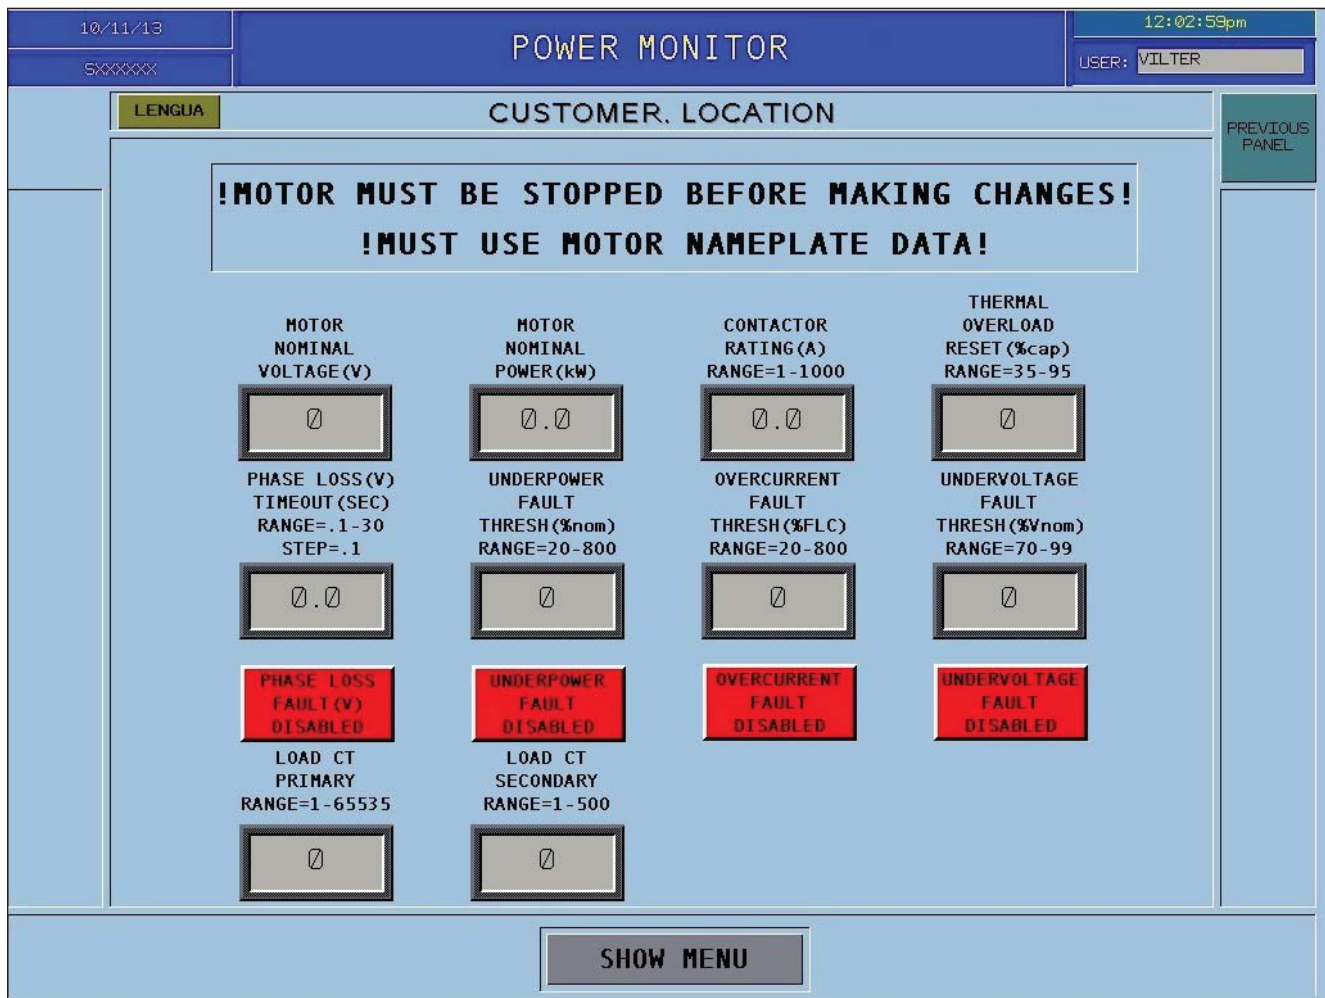 10/11/13
SXXXXXX
POWER MONITOR
12:02:59pm
USER: VILTER
LENGUA
CUSTOMER. LOCATION
PREVIOUS
PANEL
!MOTOR MUST BE STOPPED BEFORE MAKING CHANGES!
!MUST USE MOTOR NAMEPLATE DATA!
MOTOR
NOMINAL
VOLTAGE(V)
0
MOTOR
NOMINAL
POWER(kW)
0.0
CONTACTOR
RATING(A)
RANGE=1-1000
0.0
THERMAL
OVERLOAD
RESET(%cap)
RANGE=35-95
0
PHASE LOSS(V)
TIMEOUT(SEC)
RANGE=.1-30
STEP=.1
0.0
UNDERPOWER
FAULT
THRESH(%nom)
RANGE=20-800
0
OVERCURRENT
FAULT
THRESH(%FLC)
RANGE=20-800
0
UNDERVOLTAGE
FAULT
THRESH(%Vnom)
RANGE=70-99
0
PHASE LOSS
FAULT(V)
DISABLED
UNDERPOWER
FAULT
DISABLED
OVERCURRENT
FAULT
DISABLED
UNDERVOLTAGE
FAULT
DISABLED
LOAD CT
PRIMARY
RANGE=1-65535
0
LOAD CT
SECONDARY
RANGE=1-500
0
SHOW MENU